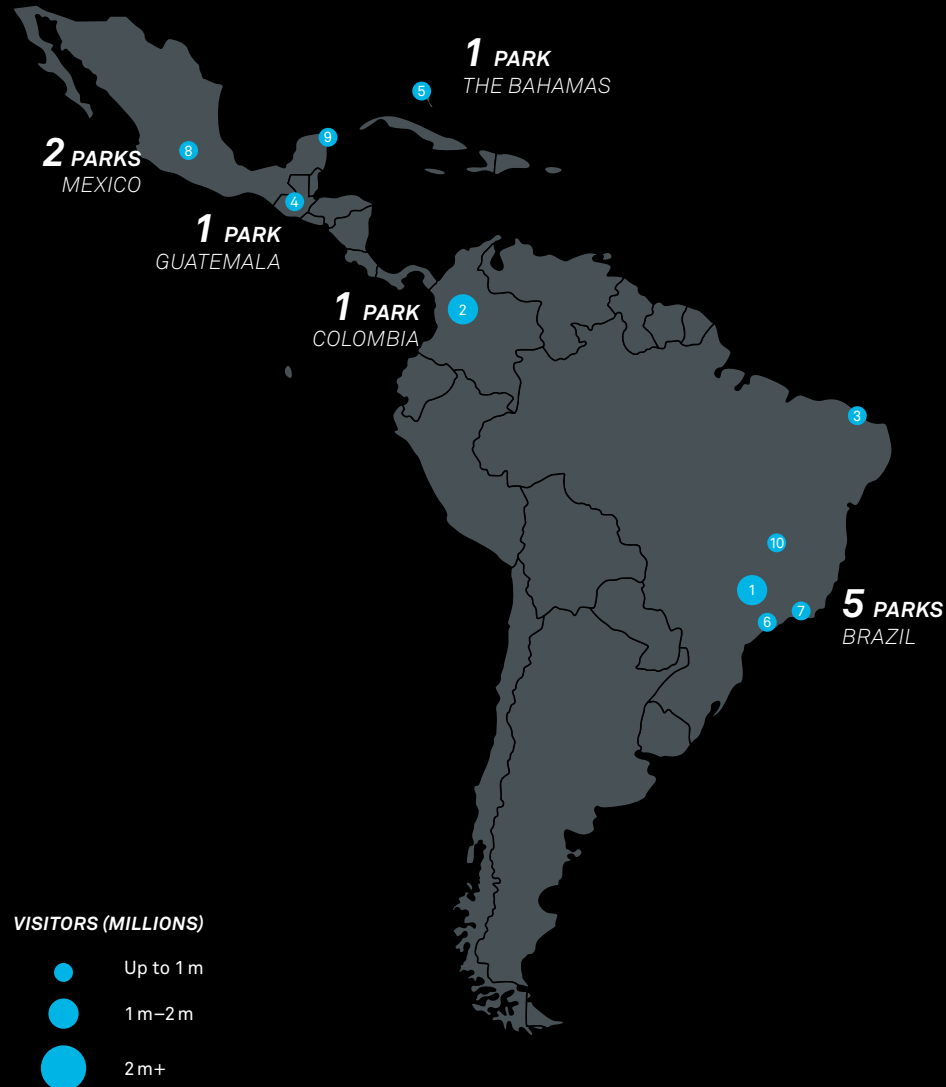 1 PARK
THE BAHAMAS
5
9
2 PARKS
MEXICO
8
4
1 PARK
GUATEMALA
1 PARK
COLOMBIA
2
3
10
1
7
6
5 PARKS
BRAZIL
VISITORS (MILLIONS)
Up to 1 m
1 m–2 m
2 m+